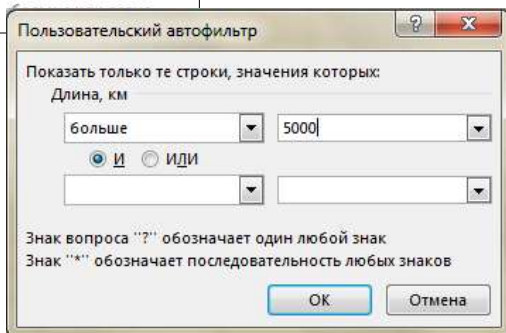 Пользовательский автофильтр
Показать только те строки, значения которых:
Длина, км
больше 5000
И ИЛИ
Знак вопроса "?" обозначает один любой знак
Знак "*" обозначает последовательность любых знаков
ОК Отмена